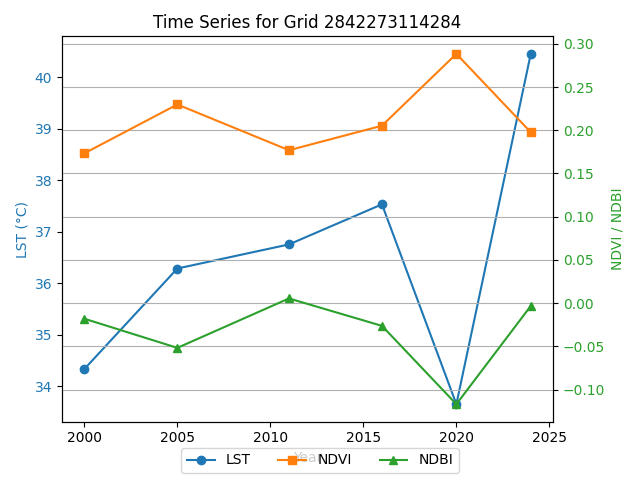 Time Series for Grid 2842273114284
40
39
38
37
36
35
34
LST (°C)
0.30
0.25
0.20
0.15
0.10
0.05
0.00
−0.05
−0.10
NDVI / NDBI
2000 2005 2010 2015 2020 2025
Year
LST NDVI NDBI